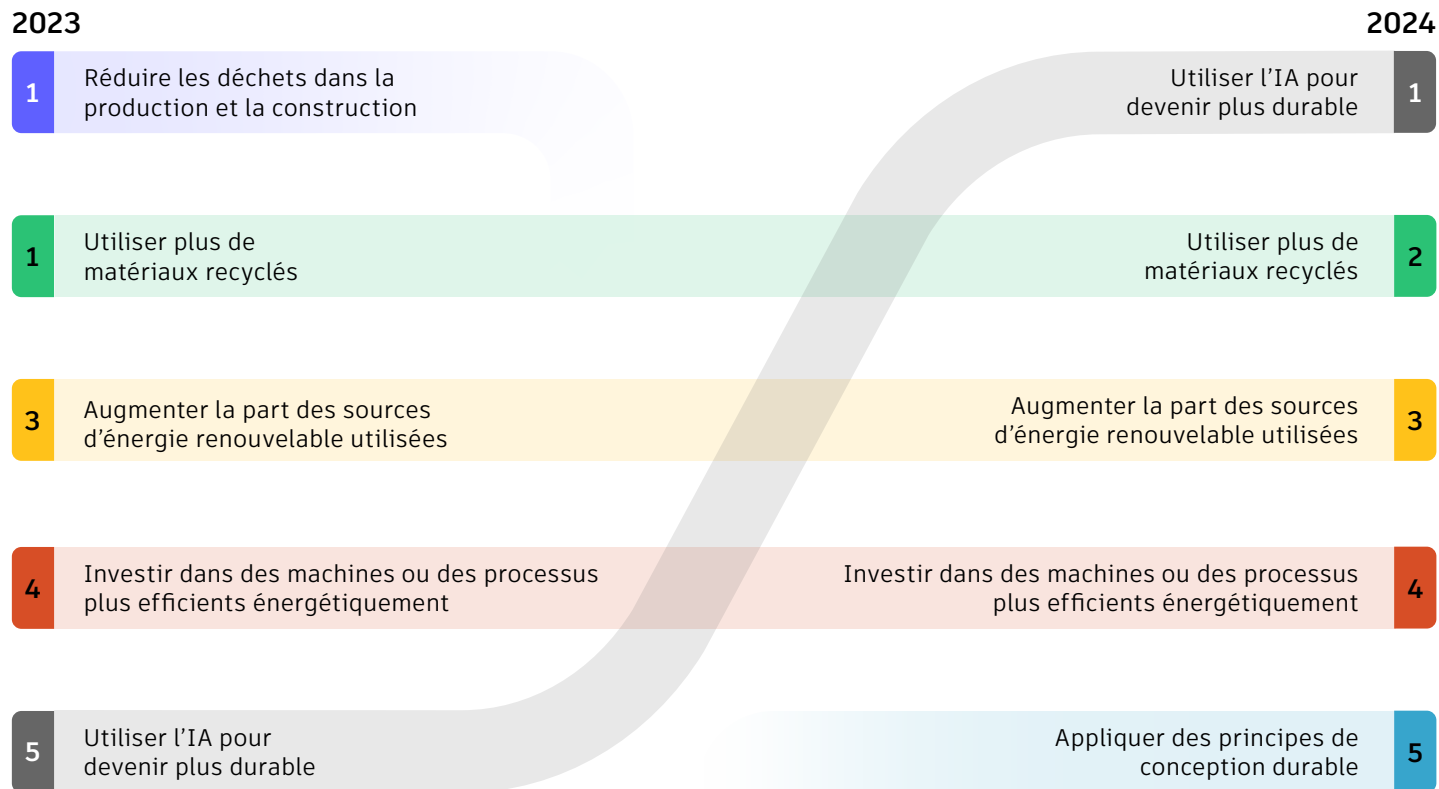 2023
2024
1
Réduire les déchets dans la
production et la construction
Utiliser l’IA pour
devenir plus durable
1
1
Utiliser plus de
matériaux recyclés
Utiliser plus de
matériaux recyclés
2
3
Augmenter la part des sources
d’énergie renouvelable utilisées
Augmenter la part des sources
d’énergie renouvelable utilisées
3
4
Investir dans des machines ou des processus
plus efficients énergétiquement
Investir dans des machines ou des processus
plus efficients énergétiquement
4
5
Utiliser l’IA pour
devenir plus durable
Appliquer des principes de
conception durable
5